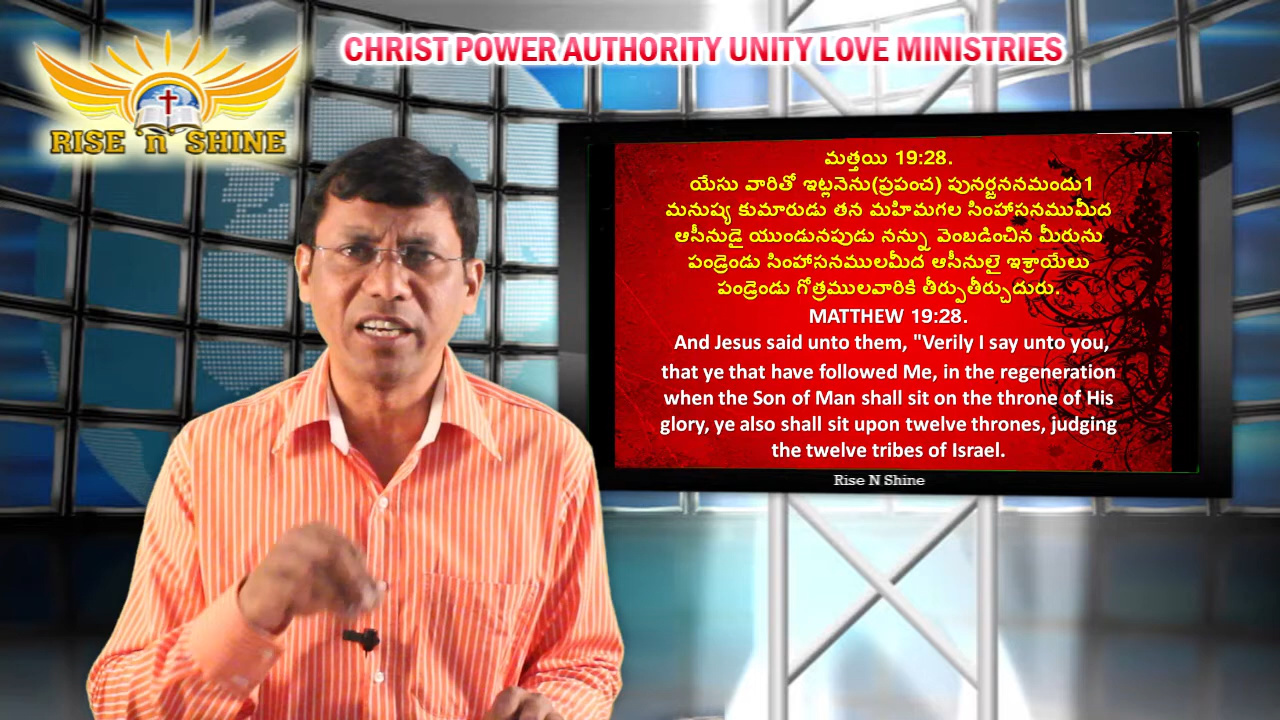 CHRIST POWER AUTHORITY UNITY LOVE MINISTRIES
RISE 'n' SHINE
మత్తయి 19:28.
యేసు వారితో ఇట్లనెను(ప్రపంచ) పునర్జననమందు1
మనుష్య కుమారుడు తన మహిమగల సింహాసనముమీద
ఆసీనుడై యుండునపుడు నన్ను వెంబడించిన మీరును
పండ్రెండు సింహాసనములమీద ఆసీనులై ఇశ్రాయేలు
పండ్రెండు గోత్రములవారికి తీర్పుతీర్చుదురు.
MATTHEW 19:28.
And Jesus said unto them, "Verily I say unto you,
that ye that have followed Me, in the regeneration
when the Son of Man shall sit on the throne of His
glory, ye also shall sit upon twelve thrones, judging
the twelve tribes of Israel.
Rise N Shine